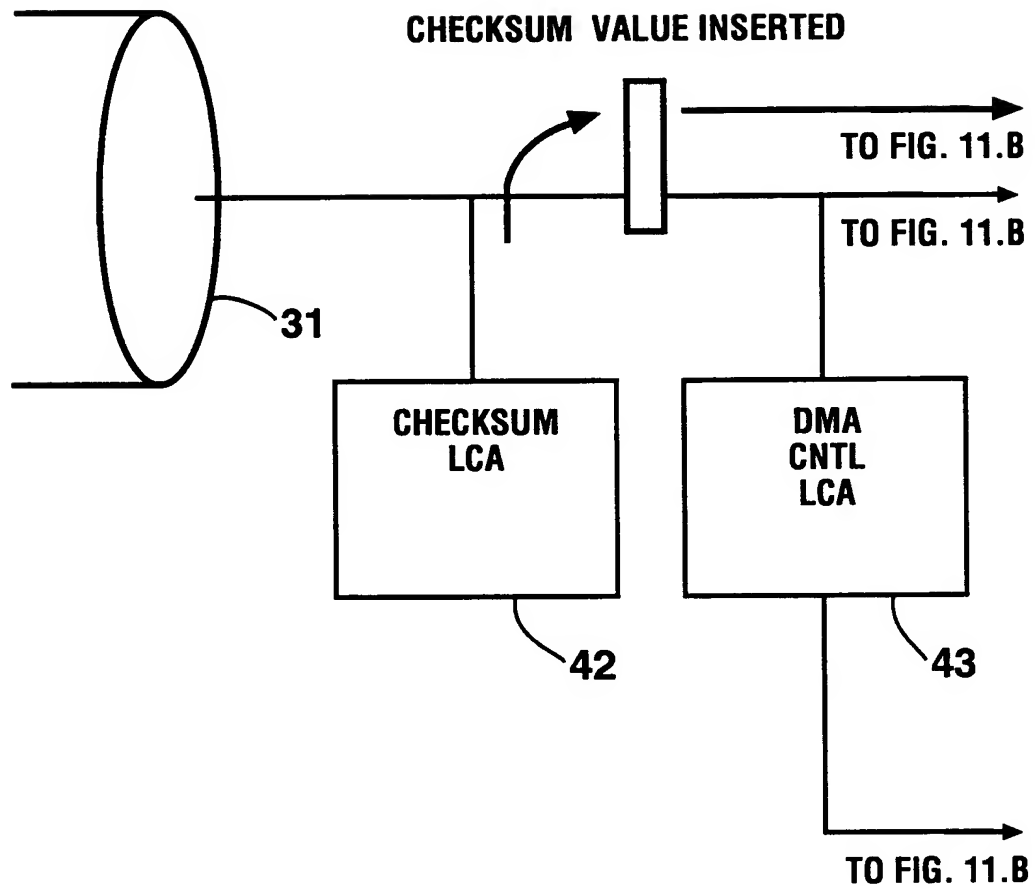 CHECKSUM VALUE INSERTED
TO FIG. 11.B
TO FIG. 11.B
31
CHECKSUM
LCA
DMA
CNTL
LCA
42
43
TO FIG. 11.B